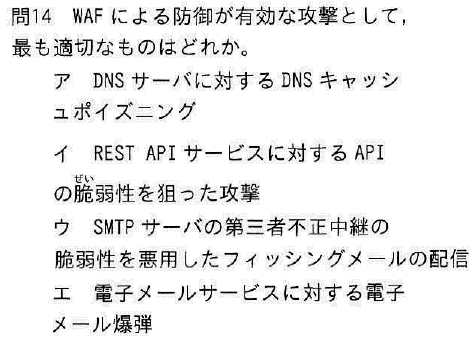 問14　WAF による防御が有効な攻撃として，
最も適切なものはどれか。
ア　DNS サーバに対する DNS キャッシ
ュポイズニング
イ　REST API サービスに対する API
の脆弱性を狙った攻撃
ぜい
ウ　SMTP サーバの第三者不正中継の
脆弱性を悪用したフィッシングメールの配信
エ　電子メールサービスに対する電子
メール爆弾